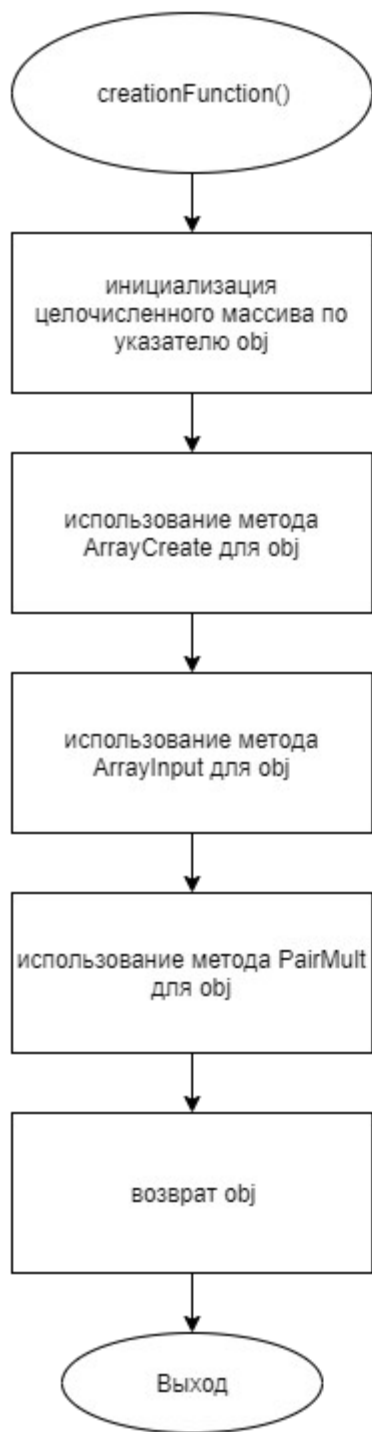 creationFunction()
инициализация
целочисленного массива по
указателю obj
использование метода
ArrayCreate для obj
использование метода
ArrayInput для obj
использование метода PairMult
для obj
возврат obj
Выход